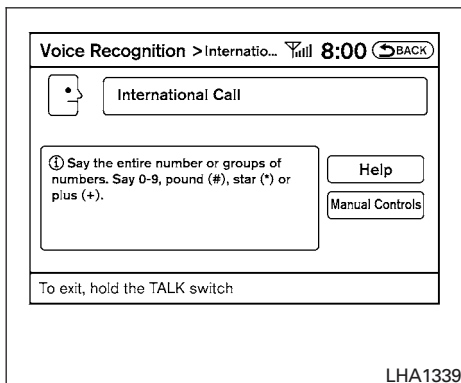 Voice Recognition >Internatio... 8:00 BACK
International Call
ⓘ Say the entire number or groups of
numbers. Say 0-9, pound (#), star (*) or
plus (+).
Help
Manual Controls
To exit, hold the TALK switch
LHA1339